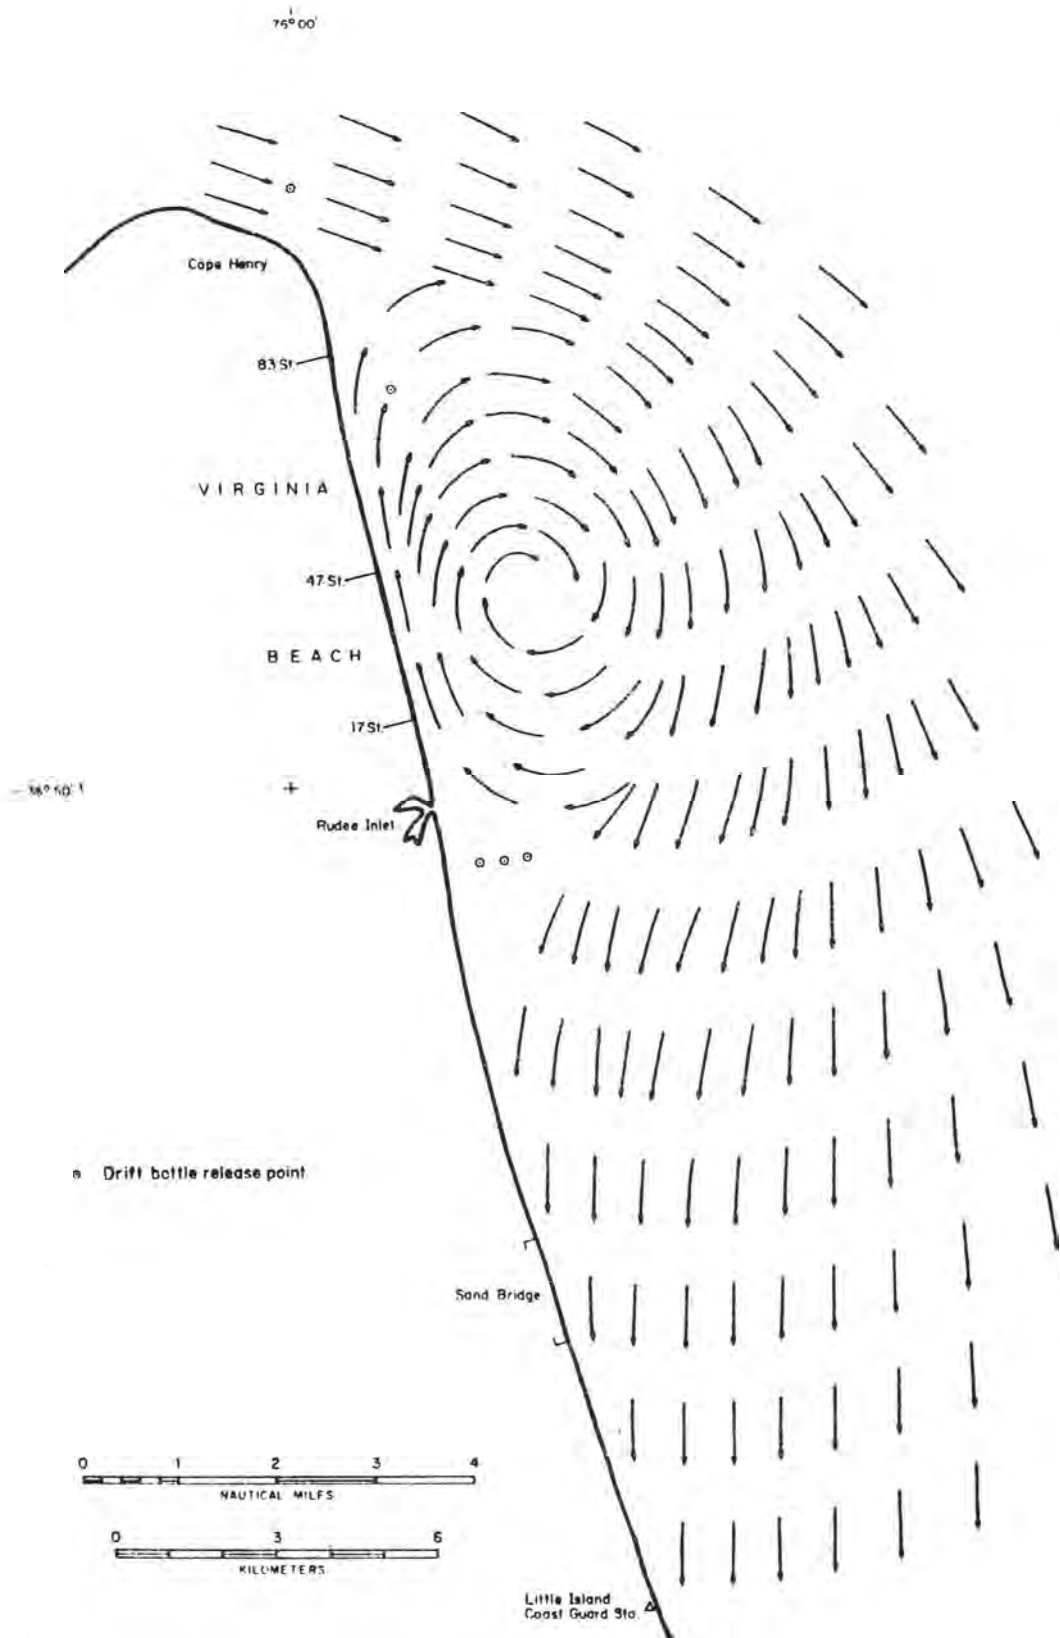 76° 00'
Cape Henry
83 St.
VIRGINIA
47 St.
BEACH
17 St.
36° 50'
Rudee Inlet
Drift bottle release point
Sand Bridge
0 1 2 3 4
NAUTICAL MILES
0 3 6
KILOMETERS
Little Island
Coast Guard Sta.